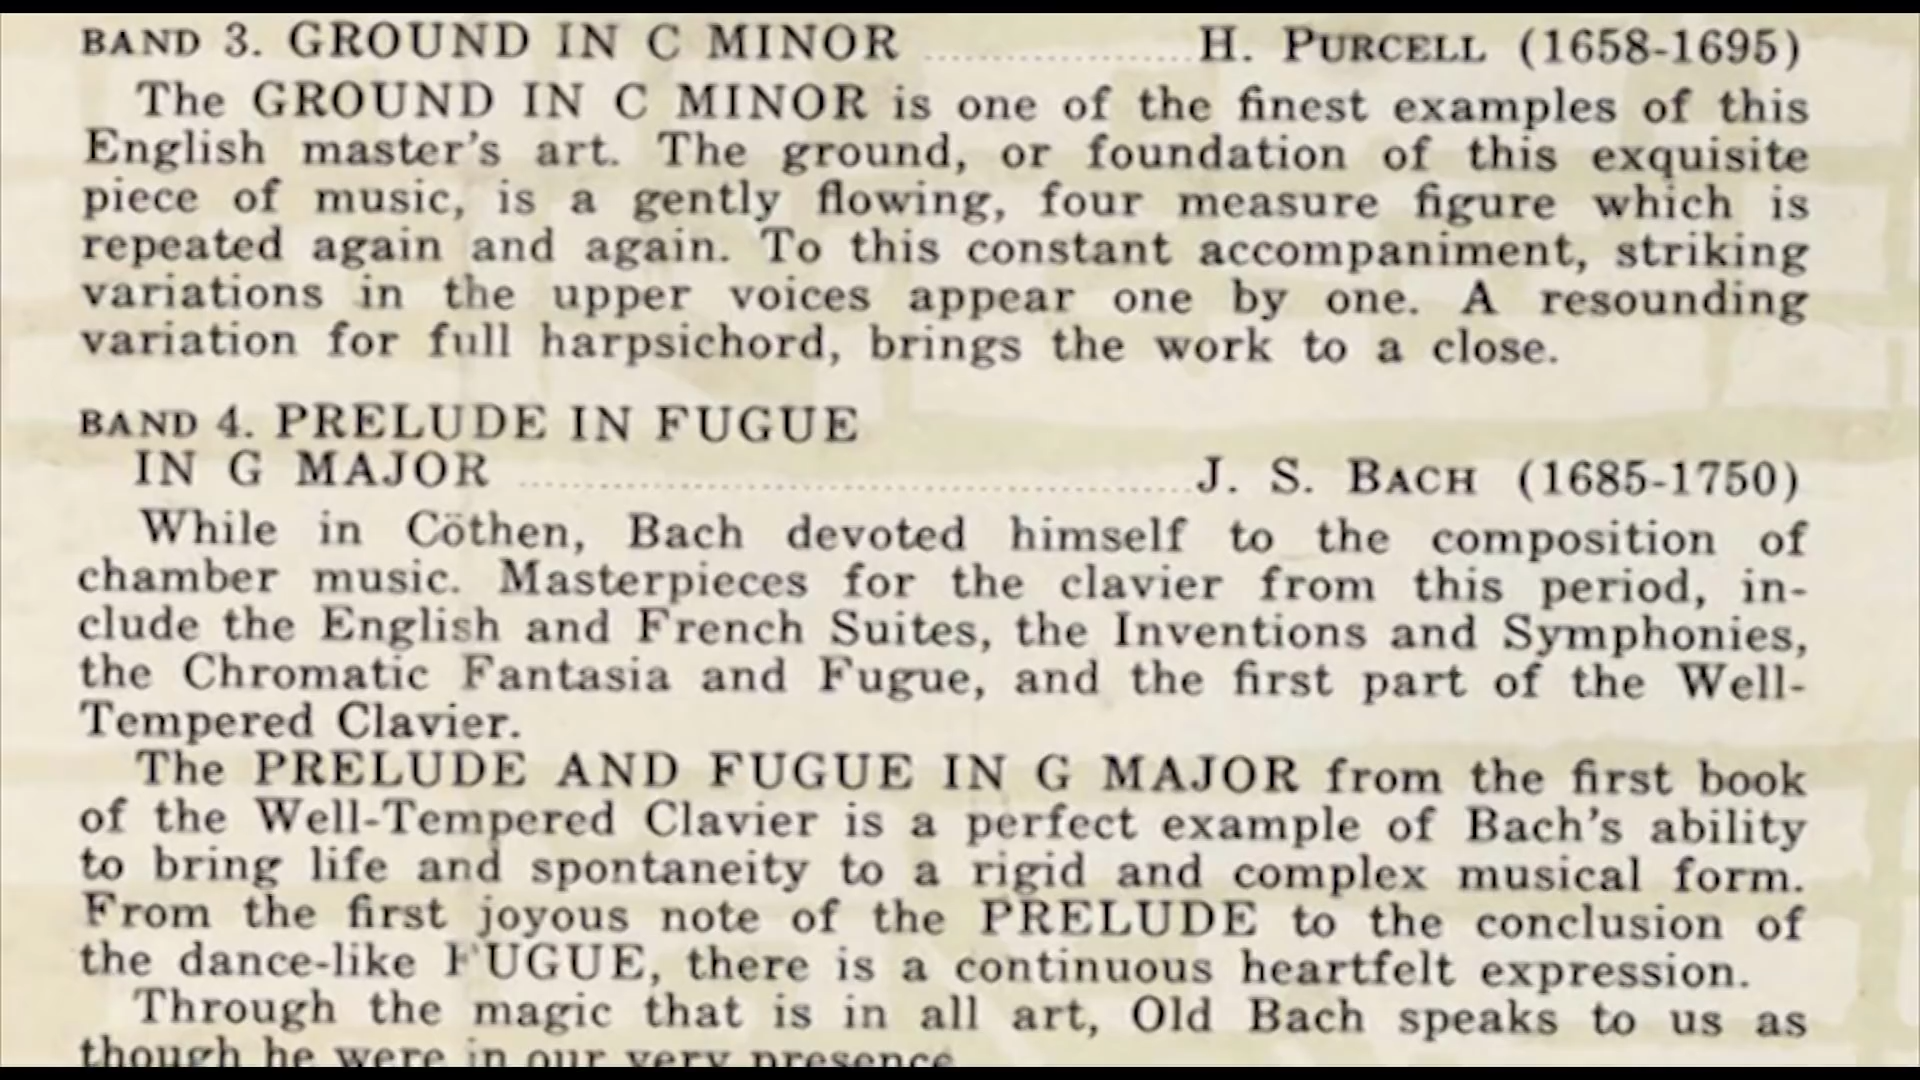 BAND 3. GROUND IN C MINOR ........................ H. PURCELL (1658-1695)
The GROUND IN C MINOR is one of the finest examples of this
English master's art. The ground, or foundation of this exquisite
piece of music, is a gently flowing, four measure figure which is
repeated again and again. To this constant accompaniment, striking
variations in the upper voices appear one by one. A resounding
variation for full harpsichord, brings the work to a close.
BAND 4. PRELUDE IN FUGUE
IN G MAJOR ........................ J. S. BACH (1685-1750)
While in Cöthen, Bach devoted himself to the composition of
chamber music. Masterpieces for the clavier from this period, in-
clude the English and French Suites, the Inventions and Symphonies,
the Chromatic Fantasia and Fugue, and the first part of the Well-
Tempered Clavier.
The PRELUDE AND FUGUE IN G MAJOR from the first book
of the Well-Tempered Clavier is a perfect example of Bach's ability
to bring life and spontaneity to a rigid and complex musical form.
From the first joyous note of the PRELUDE to the conclusion of
the dance-like FUGUE, there is a continuous heartfelt expression.
Through the magic that is in all art, Old Bach speaks to us as
though he were in our very presence